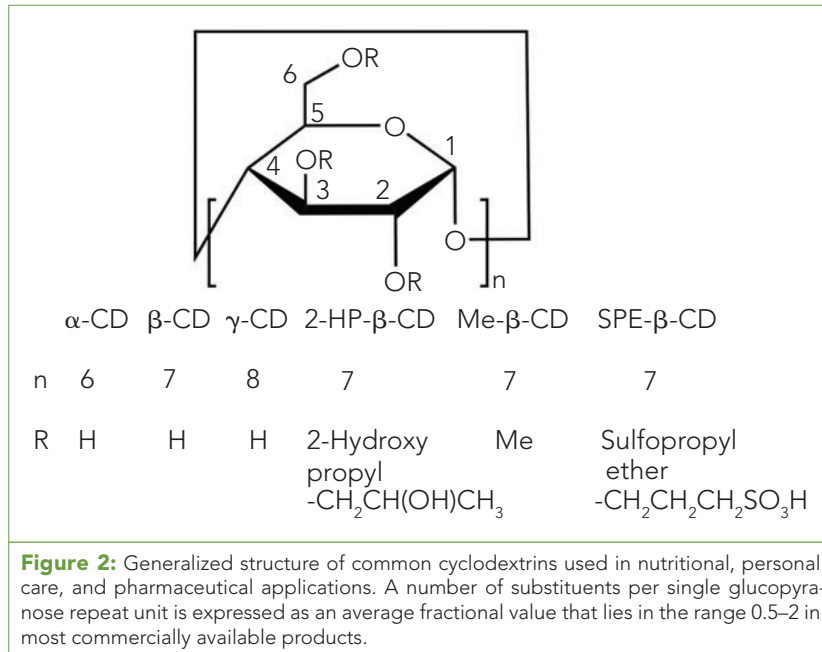 OR
6
5
O
1
4
OR
3
2
O
OR
n
α-CD β-CD γ-CD 2-HP-β-CD Me-β-CD SPE-β-CD
n 6 7 8 7 7 7
R H H H 2-Hydroxy Me Sulfopropyl
propyl ether
-CH₂CH(OH)CH₃ -CH₂CH₂CH₂SO₃H
Figure 2: Generalized structure of common cyclodextrins used in nutritional, personal
care, and pharmaceutical applications. A number of substituents per single glucopyra-
nose repeat unit is expressed as an average fractional value that lies in the range 0.5–2 in
most commercially available products.